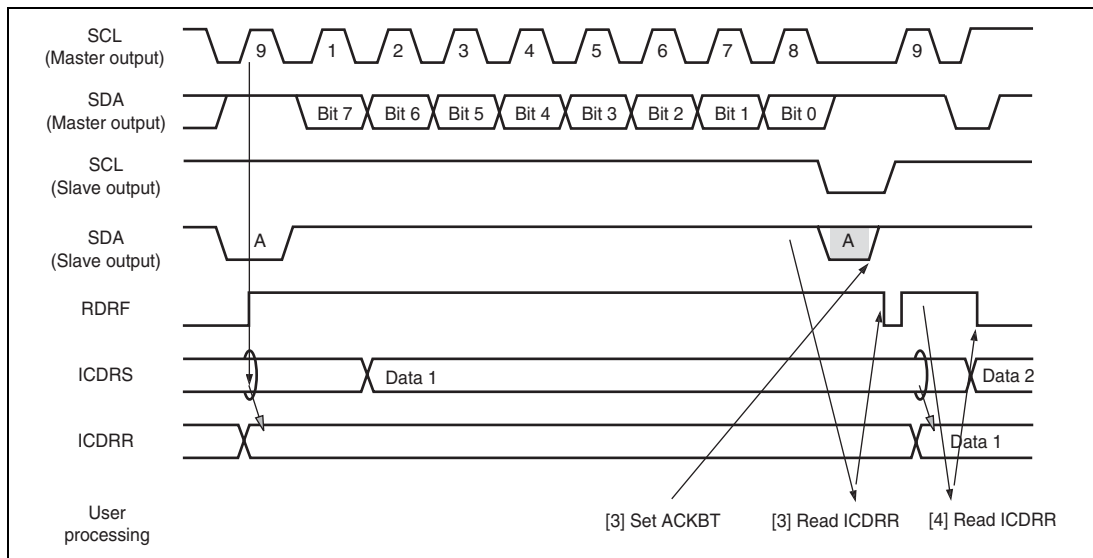 SCL
(Master output)
9 1 2 3 4 5 6 7 8 9
SDA
(Master output)
Bit 7 Bit 6 Bit 5 Bit 4 Bit 3 Bit 2 Bit 1 Bit 0
SCL
(Slave output)
SDA
(Slave output)
A A
RDRF
ICDRS
Data 1 Data 2
ICDRR
Data 1
User
processing
[3] Set ACKBT [3] Read ICDRR [4] Read ICDRR